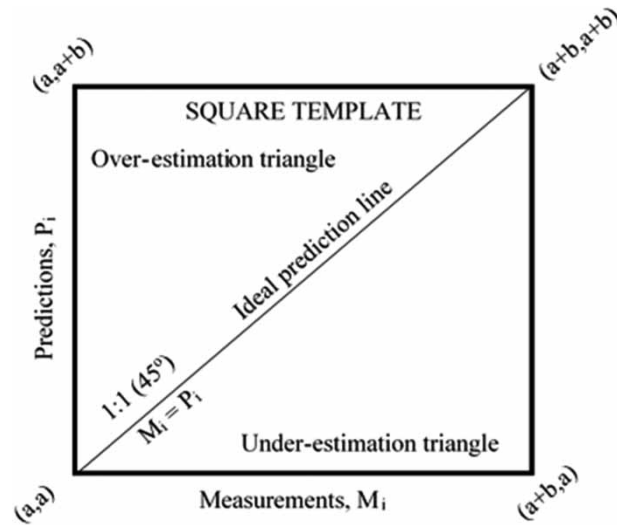 (a,a+b)
(a+b,a+b)
SQUARE TEMPLATE
Over-estimation triangle
Predictions, Pᵢ
Ideal prediction line
1:1 (45º)
Mᵢ = Pᵢ
Under-estimation triangle
(a,a)
Measurements, Mᵢ
(a+b,a)